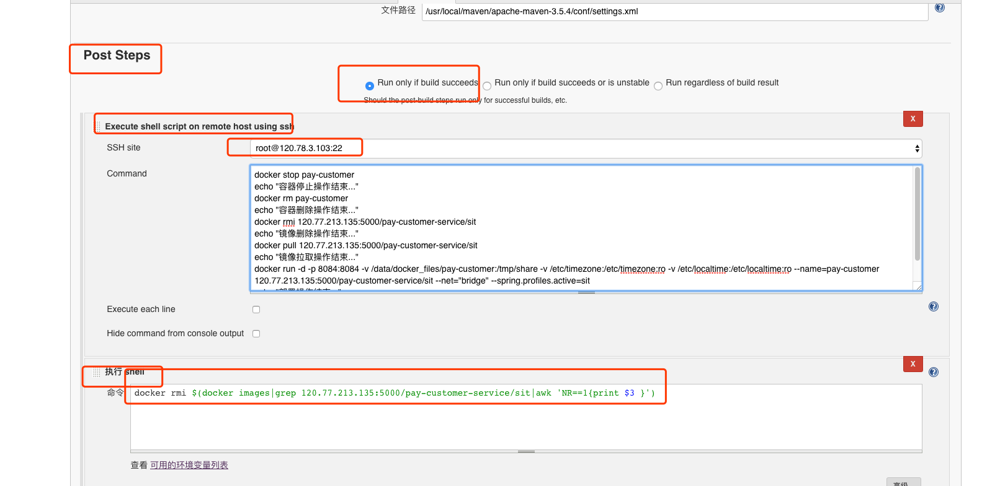 文件路径 /usr/local/maven/apache-maven-3.5.4/conf/settings.xml
Post Steps
Run only if build succeeds Run only if build succeeds or is unstable Run regardless of build result
Should the post-build steps run only for successful builds, etc.
X
Execute shell script on remote host using ssh
SSH site root@120.78.3.103:22
Command
docker stop pay-customer
echo "容器停止操作结束..."
docker rm pay-customer
echo "容器删除操作结束..."
docker rmi 120.77.213.135:5000/pay-customer-service/sit
echo "镜像删除操作结束..."
docker pull 120.77.213.135:5000/pay-customer-service/sit
echo "镜像拉取操作结束..."
docker run -d -p 8084:8084 -v /data/docker_files/pay-customer:/tmp/share -v /etc/timezone:/etc/timezone:ro -v /etc/localtime:/etc/localtime:ro --name=pay-customer
120.77.213.135:5000/pay-customer-service/sit --net="bridge" --spring.profiles.active=sit
echo "部署操作结束..."
Execute each line
Hide command from console output
X
执行 shell
命令 docker rmi $(docker images|grep 120.77.213.135:5000/pay-customer-service/sit|awk 'NR==1{print $3 }')
查看 可用的环境变量列表
高级...